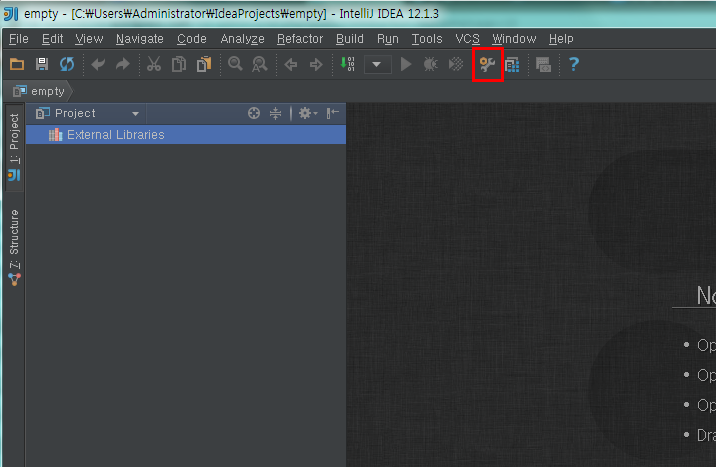 empty - [C:₩Users₩Administrator₩IdeaProjects₩empty] - IntelliJ IDEA 12.1.3
File Edit View Navigate Code Analyze Refactor Build Run Tools VCS Window Help
empty
Project
External Libraries
1: Project
Z: Structure
No
Op
Op
Op
Dra